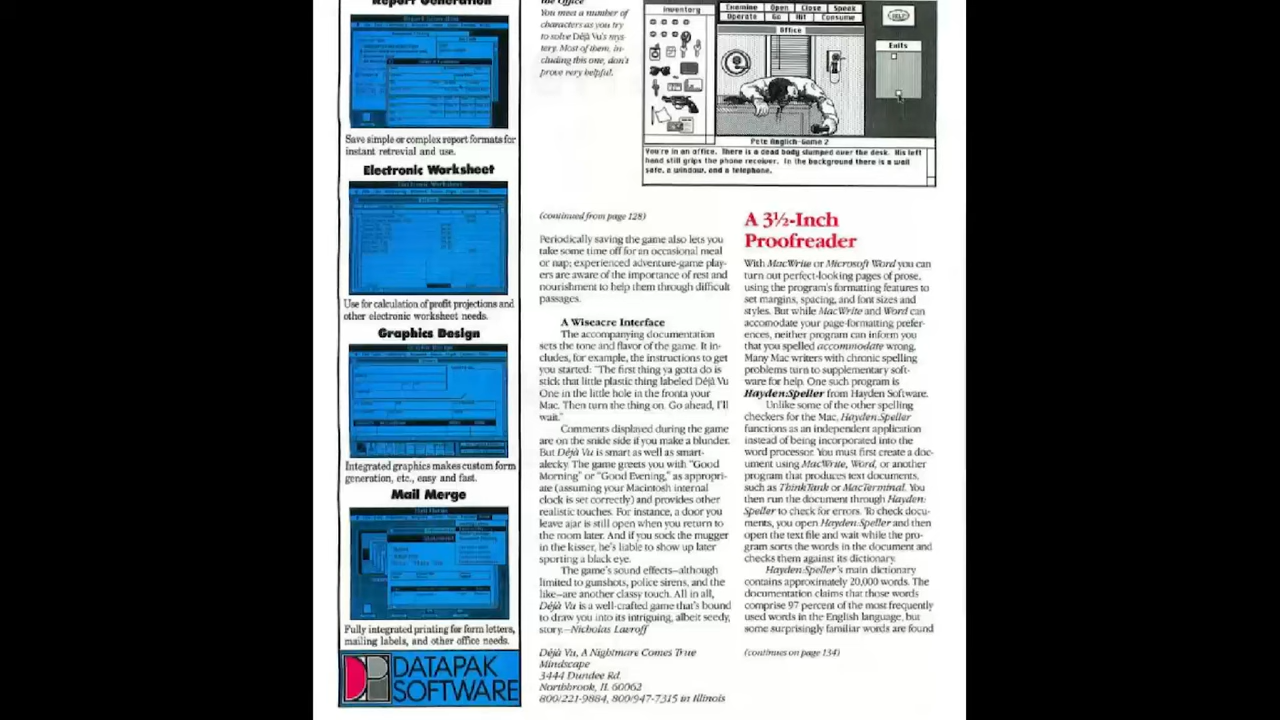 Report Generation
Save simple or complex report formats for
instant retrevial and use.
Electronic Worksheet
Use for calculation of profit projections and
other electronic worksheet needs.
Graphics Design
Integrated graphics makes custom form
generation, etc., easy and fast.
Mail Merge
Fully integrated printing for form letters,
mailing labels, and other office needs.
DATAPAK
SOFTWARE
the Office
You meet a number of
characters as you try
to solve Déjà Vu's mys-
tery. Most of them, in-
cluding this one, don't
prove very helpful.
Inventory
Examine Open Close Speak
Operate Go Hit Consume
Office
HELP
Exits
Pete Anglich-Game 2
You're in an office. There is a dead body slumped over the desk. His left
hand still grips the phone receiver. In the background there is a wall
safe, a window, and a telephone.
(continued from page 128)
Periodically saving the game also lets you
take some time off for an occasional meal
or nap; experienced adventure-game play-
ers are aware of the importance of rest and
nourishment to help them through difficult
passages.
A Wiseacre Interface
The accompanying documentation
sets the tone and flavor of the game. It in-
cludes, for example, the instructions to get
you started: "The first thing ya gotta do is
stick that little plastic thing labeled Déjà Vu
One in the little hole in the fronta your
Mac. Then turn the thing on. Go ahead, I'll
wait."
Comments displayed during the game
are on the snide side if you make a blunder.
But Déjà Vu is smart as well as smart-
alecky. The game greets you with "Good
Morning" or "Good Evening," as appropri-
ate (assuming your Macintosh internal
clock is set correctly) and provides other
realistic touches. For instance, a door you
leave ajar is still open when you return to
the room later. And if you sock the mugger
in the kisser, he's liable to show up later
sporting a black eye.
The game's sound effects—although
limited to gunshots, police sirens, and the
like—are another classy touch. All in all,
Déjà Vu is a well-crafted game that's bound
to draw you into its intriguing, albeit seedy,
story.—Nicholas Lavroff
Déjà Vu, A Nightmare Comes True
Mindscape
3444 Dundee Rd.
Northbrook, IL 60062
800/221-9884, 800/947-7315 in Illinois
A 3½-Inch
Proofreader
With MacWrite or Microsoft Word you can
turn out perfect-looking pages of prose,
using the program's formatting features to
set margins, spacing, and font sizes and
styles. But while MacWrite and Word can
accomodate your page-formatting prefer-
ences, neither program can inform you
that you spelled accommodate wrong.
Many Mac writers with chronic spelling
problems turn to supplementary soft-
ware for help. One such program is
Hayden:Speller from Hayden Software.
Unlike some of the other spelling
checkers for the Mac, Hayden:Speller
functions as an independent application
instead of being incorporated into the
word processor. You must first create a doc-
ument using MacWrite, Word, or another
program that produces text documents,
such as ThinkTank or MacTerminal. You
then run the document through Hayden:
Speller to check for errors. To check docu-
ments, you open Hayden:Speller and then
open the text file and wait while the pro-
gram sorts the words in the document and
checks them against its dictionary.
Hayden:Speller's main dictionary
contains approximately 20,000 words. The
documentation claims that those words
comprise 97 percent of the most frequently
used words in the English language, but
some surprisingly familiar words are found
(continues on page 134)